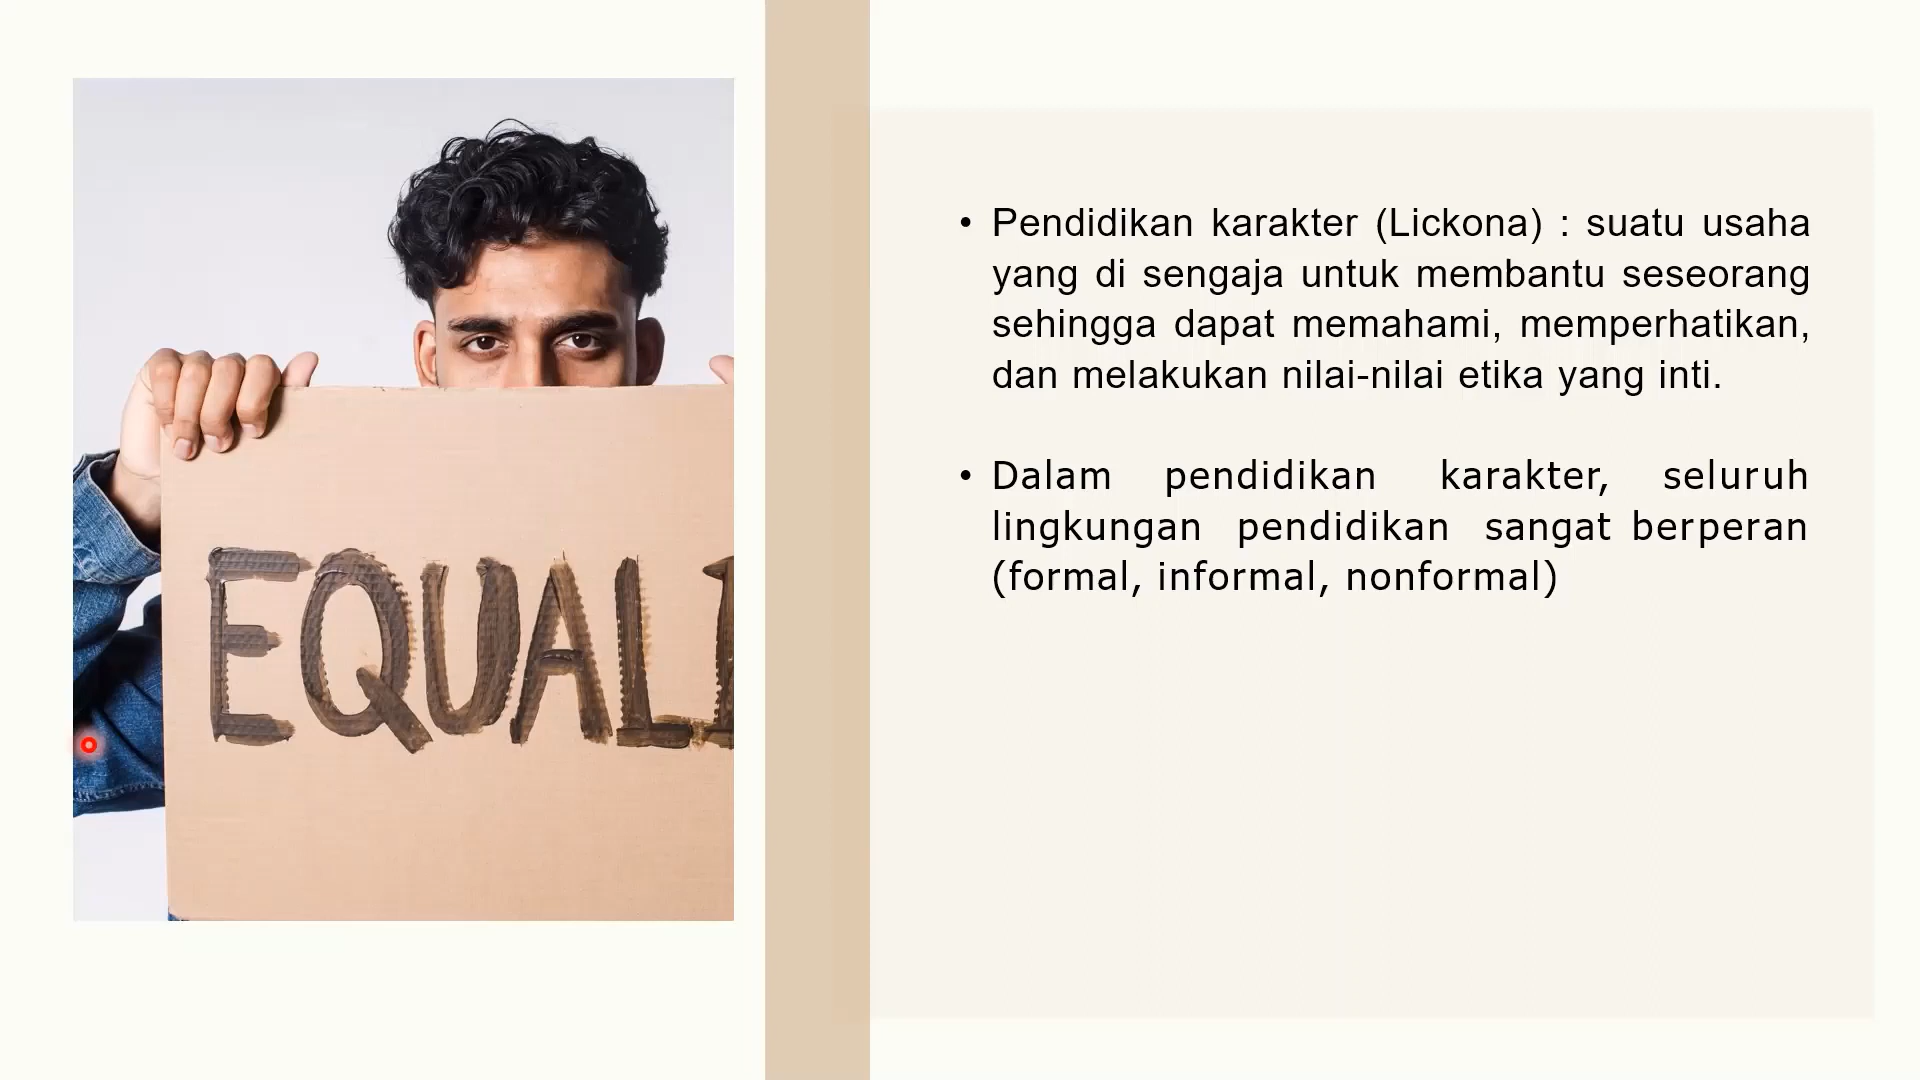 EQUALI
• Pendidikan karakter (Lickona) : suatu usaha
yang di sengaja untuk membantu seseorang
sehingga dapat memahami, memperhatikan,
dan melakukan nilai-nilai etika yang inti.
• Dalam pendidikan karakter, seluruh
lingkungan pendidikan sangat berperan
(formal, informal, nonformal)